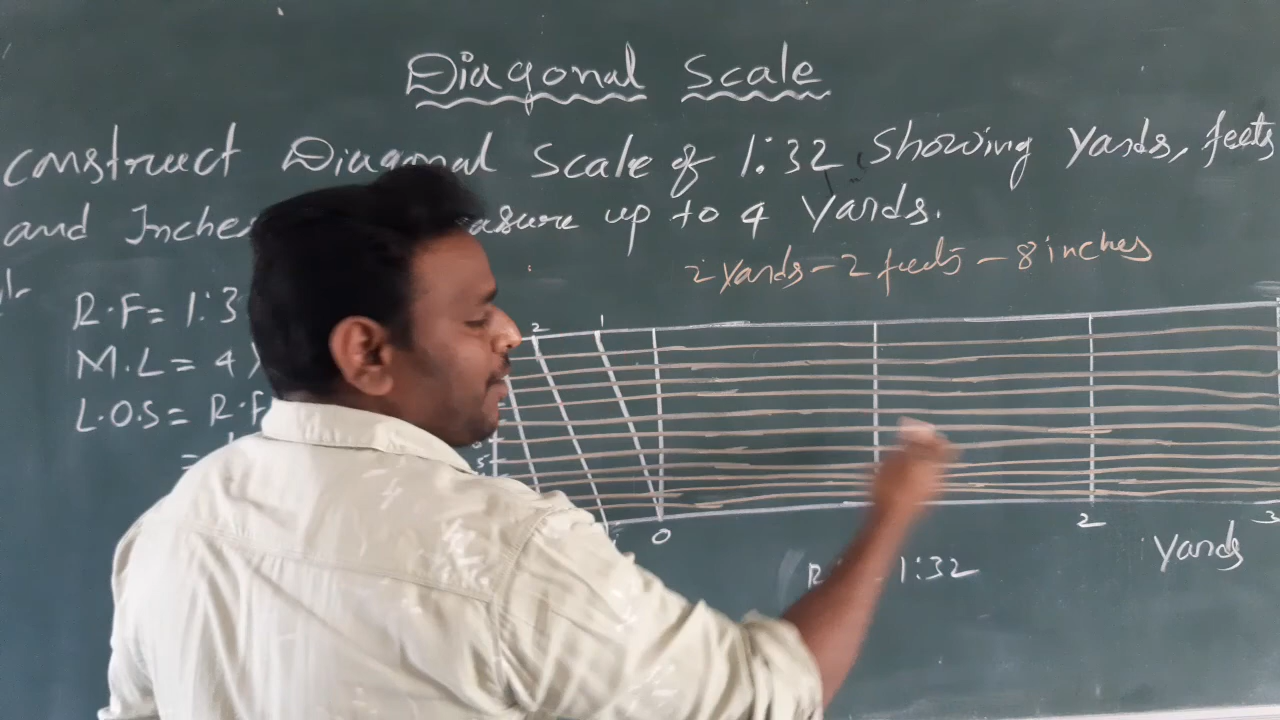 Diagonal Scale
Construct Diagonal Scale of 1:32 Showing Yards, feets
and Inches up to 4 Yards.
2 yards - 2 feets - 8 inches
R.F = 1:3
M.L = 4
L.O.S = R.F
2 1
5
0 2 3
Yards
1:32